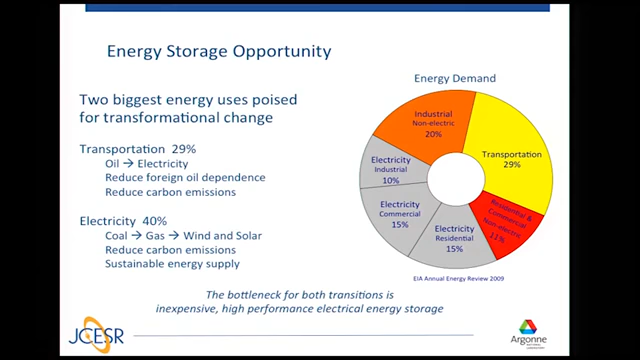 Energy Storage Opportunity
Two biggest energy uses poised
for transformational change
Transportation 29%
Oil → Electricity
Reduce foreign oil dependence
Reduce carbon emissions
Electricity 40%
Coal → Gas → Wind and Solar
Reduce carbon emissions
Sustainable energy supply
Energy Demand
Industrial
Non-electric
20%
Transportation
29%
Residential &
Commercial
Non-electric
11%
Electricity
Residential
15%
Electricity
Commercial
15%
Electricity
Industrial
10%
EIA Annual Energy Review 2009
The bottleneck for both transitions is
inexpensive, high performance electrical energy storage
JCESR
Argonne